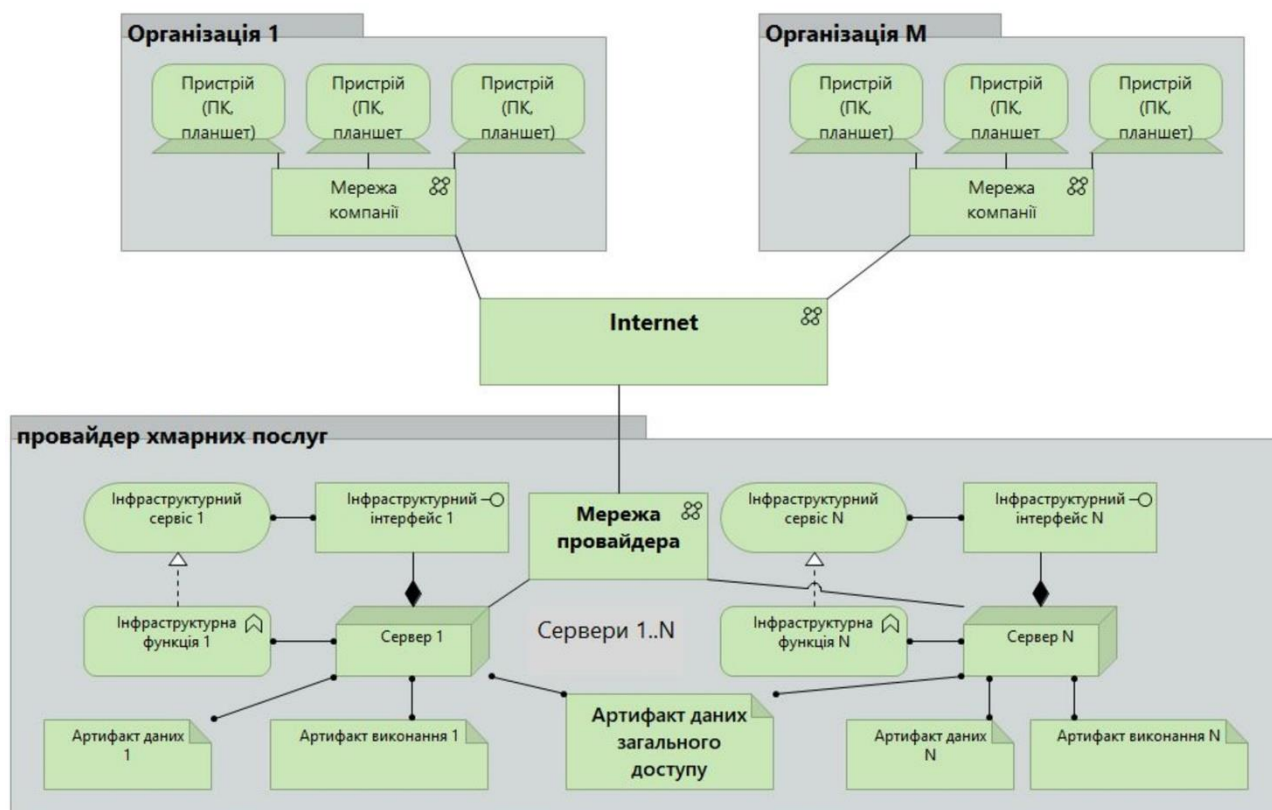 Організація 1
Організація М
Пристрій
(ПК,
планшет)
Пристрій
(ПК,
планшет
Пристрій
(ПК,
планшет)
Пристрій
(ПК,
планшет)
Пристрій
(ПК,
планшет
Пристрій
(ПК,
планшет)
Мережа
компанії
Мережа
компанії
Internet
провайдер хмарних послуг
Інфраструктурний
сервіс 1
Інфраструктурний
інтерфейс 1
Мережа
провайдера
Інфраструктурний
сервіс N
Інфраструктурний
інтерфейс N
Інфраструктурна
функція 1
Сервер 1
Сервери 1..N
Інфраструктурна
функція N
Сервер N
Артифакт даних
1
Артифакт виконання 1
Артифакт даних
загального
доступу
Артифакт даних
N
Артифакт виконання N